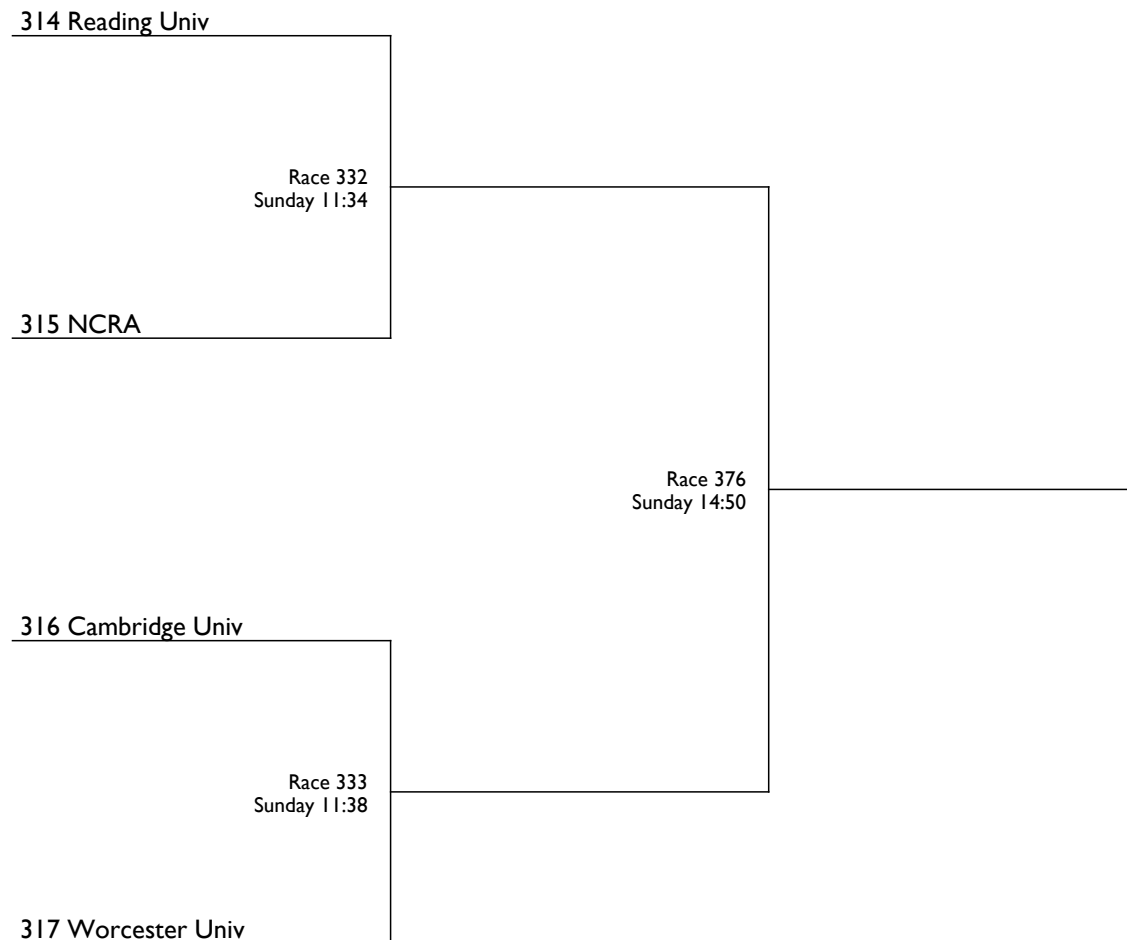 314 Reading Univ
Race 332
Sunday 11:34
315 NCRA
Race 376
Sunday 14:50
316 Cambridge Univ
Race 333
Sunday 11:38
317 Worcester Univ